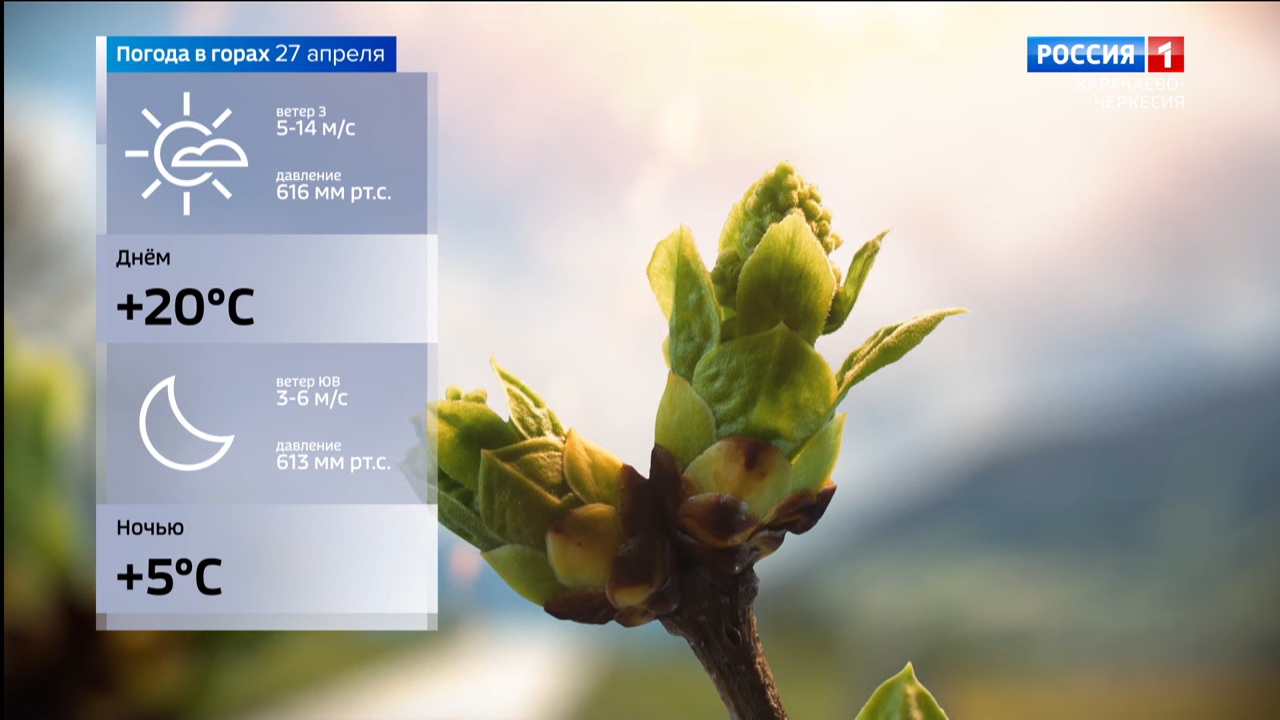 Погода в горах 27 апреля
РОССИЯ 1
КАРАЧАЕВО-
ЧЕРКЕСИЯ
ветер З
5-14 м/с
давление
616 мм рт.с.
Днём
+20°C
ветер ЮВ
3-6 м/с
давление
613 мм рт.с.
Ночью
+5°C